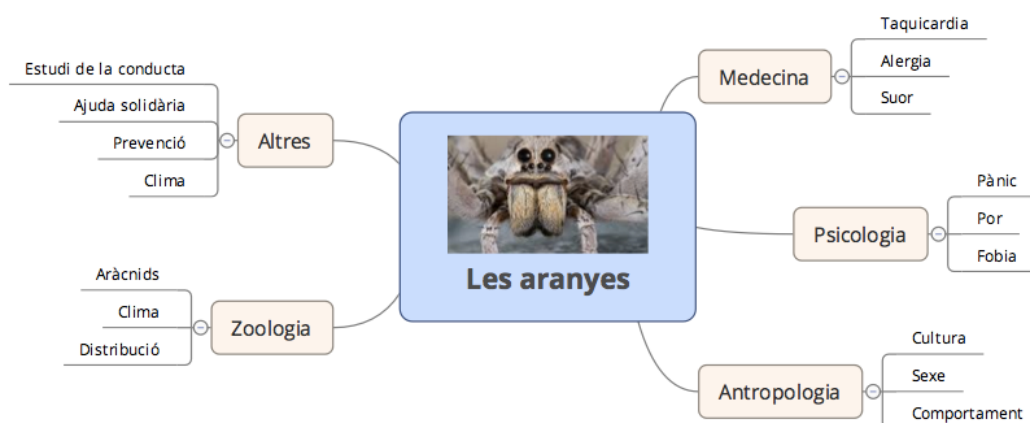 Les aranyes
Medecina
Taquicardia
Alergia
Suor
Psicologia
Pànic
Por
Fobia
Antropologia
Cultura
Sexe
Comportament
Altres
Estudi de la conducta
Ajuda solidària
Prevenció
Clima
Zoologia
Aràcnids
Clima
Distribució